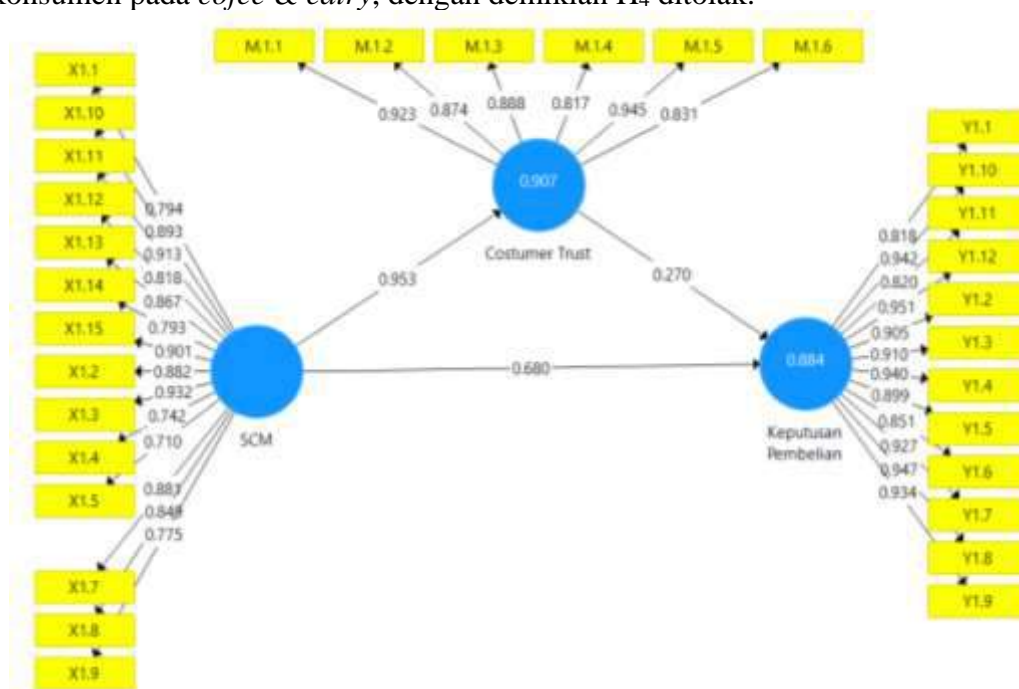 konsumen pada cofee & eatry, dengan demikian H₄ ditolak.
M.1.1 M.1.2 M.1.3 M.1.4 M.1.5 M.1.6
0.923 0.874 0.888 0.817 0.945 0.831
0.907
Costumer Trust
X1.1
X1.10
X1.11
X1.12
X1.13
X1.14
X1.15
X1.2
X1.3
X1.4
X1.5
X1.7
X1.8
X1.9
0.794
0.893
0.913
0.818
0.867
0.793
0.901
0.882
0.932
0.742
0.710
0.881
0.849
0.775
SCM
0.953
0.270
0.680
0.884
Keputusan
Pembelian
0.818
0.942
0.820
0.951
0.905
0.910
0.940
0.899
0.851
0.927
0.947
0.934
Y1.1
Y1.10
Y1.11
Y1.12
Y1.2
Y1.3
Y1.4
Y1.5
Y1.6
Y1.7
Y1.8
Y1.9